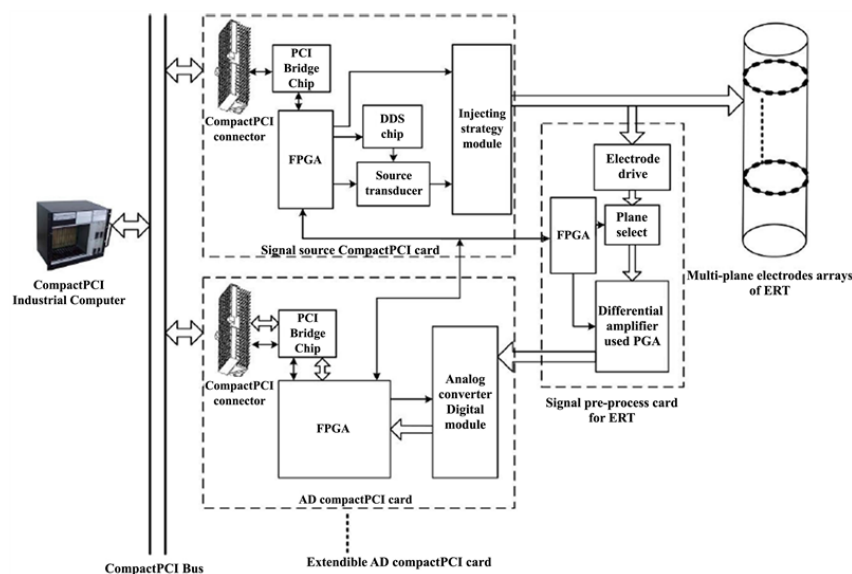 PCI
Bridge
Chip
CompactPCI
connector
FPGA
DDS
chip
Source
transducer
Injecting
strategy
module
Signal source CompactPCI card
Electrode
drive
FPGA
Plane
select
Differential
amplifier
used PGA
Signal pre-process card
for ERT
Multi-plane electrodes arrays
of ERT
CompactPCI
Industrial Computer
PCI
Bridge
Chip
CompactPCI
connector
FPGA
Analog
converter
Digital
module
AD compactPCI card
Extendible AD compactPCI card
CompactPCI Bus